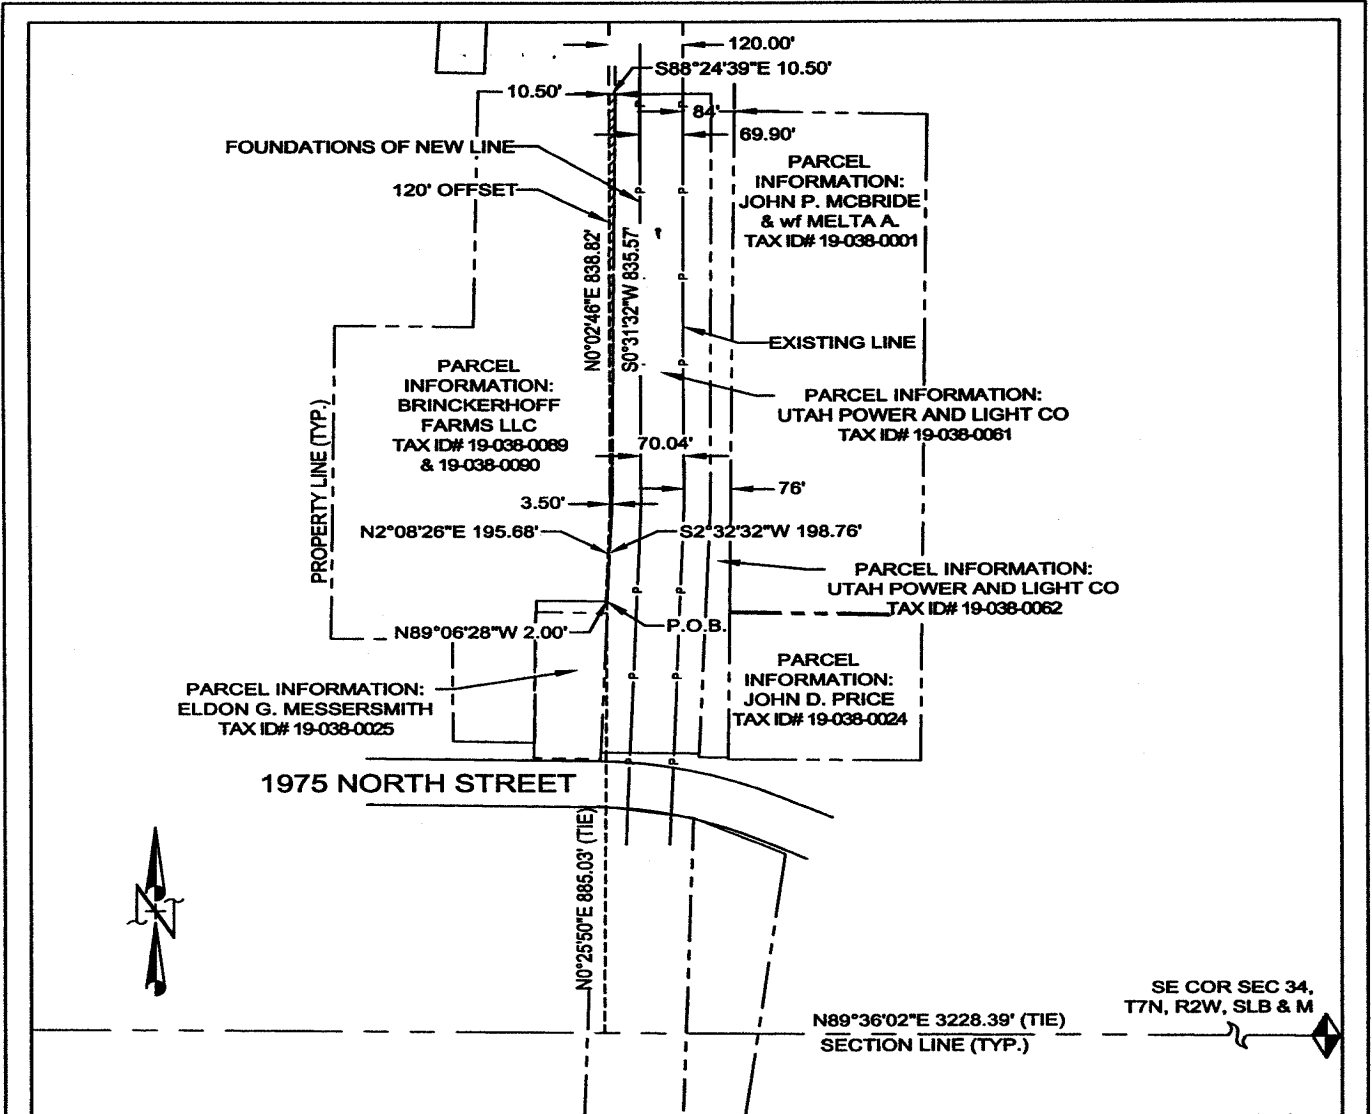 120.00'
S88°24'39"E 10.50'
10.50'
P
P
84'
69.90'
FOUNDATIONS OF NEW LINE
PARCEL
INFORMATION:
JOHN P. MCBRIDE
& wf MELTA A.
TAX ID# 19-038-0001
120' OFFSET
P
P
N0°02'46"E 838.82'
S0°31'32"W 835.57'
P
EXISTING LINE
P
PARCEL
INFORMATION:
BRINCKERHOFF
FARMS LLC
TAX ID# 19-038-0089
& 19-038-0090
PARCEL INFORMATION:
UTAH POWER AND LIGHT CO
TAX ID# 19-038-0061
PROPERTY LINE (TYP.)
70.04'
76'
3.50'
N2°08'26"E 195.68'
S2°32'32"W 198.76'
PARCEL INFORMATION:
UTAH POWER AND LIGHT CO
TAX ID# 19-038-0062
P
P
N89°06'28"W 2.00'
P.O.B.
PARCEL INFORMATION:
ELDON G. MESSERSMITH
TAX ID# 19-038-0025
P
P
PARCEL
INFORMATION:
JOHN D. PRICE
TAX ID# 19-038-0024
P
P
1975 NORTH STREET
N0°25'50"E 885.03' (TIE)
N
SE COR SEC 34,
T7N, R2W, SLB & M
N89°36'02"E 3228.39' (TIE)
SECTION LINE (TYP.)